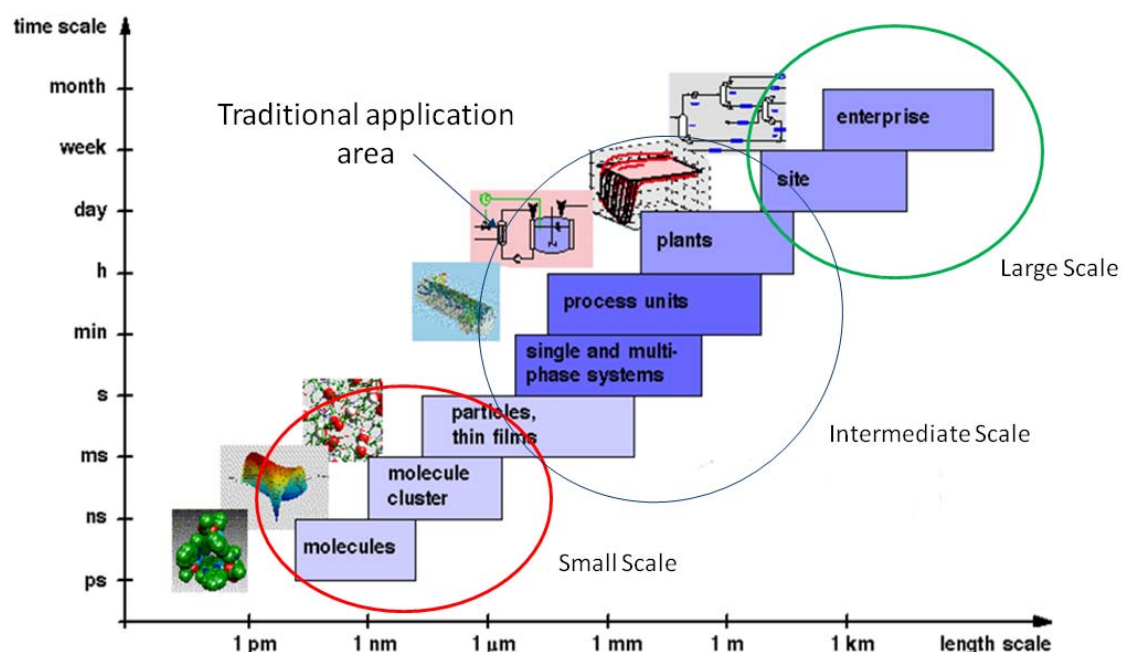 time scale
month
week
day
h
min
s
ms
ns
ps
Traditional application
area
enterprise
site
plants
process units
single and multi-
phase systems
particles,
thin films
molecule
cluster
molecules
Large Scale
Intermediate Scale
Small Scale
1 pm
1 nm
1 μm
1 mm
1 m
1 km
length scale